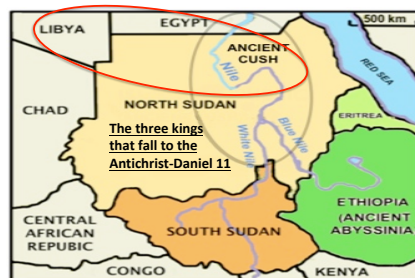 LIBYA
EGYPT
500 km
ANCIENT
CUSH
Nile
RED SEA
CHAD
NORTH SUDAN
ERITREA
The three kings
that fall to the
Antichrist-Daniel 11
White Nile
Blue Nile
ETHIOPIA
(ANCIENT
ABYSSINIA
CENTRAL
AFRICAN
REPUBLIC
SOUTH SUDAN
CONGO
KENYA